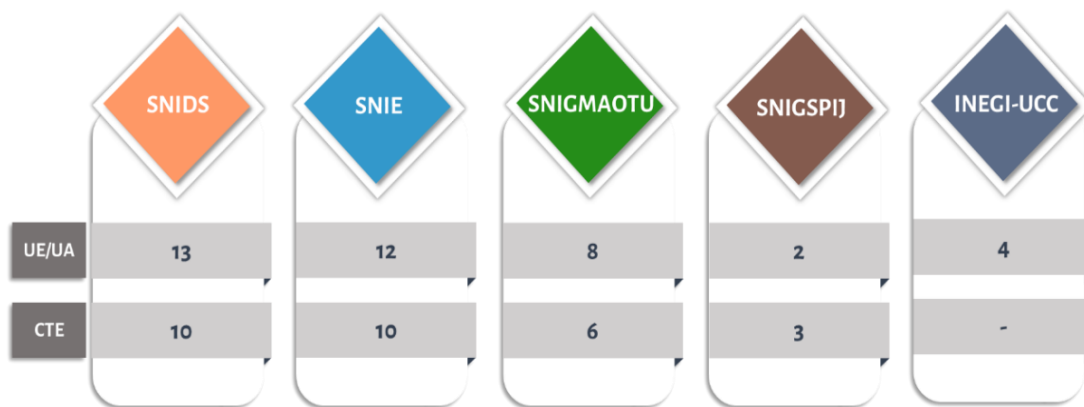 SNIDS SNIE SNIGMAOTU SNIGSPIJ INEGI-UCC
UE/UA 13 12 8 2 4
CTE 10 10 6 3 -